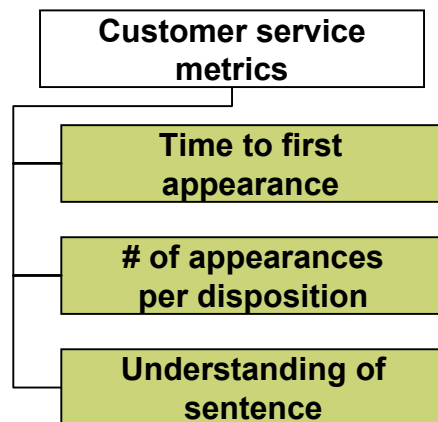 Customer service
metrics
Time to first
appearance
# of appearances
per disposition
Understanding of
sentence